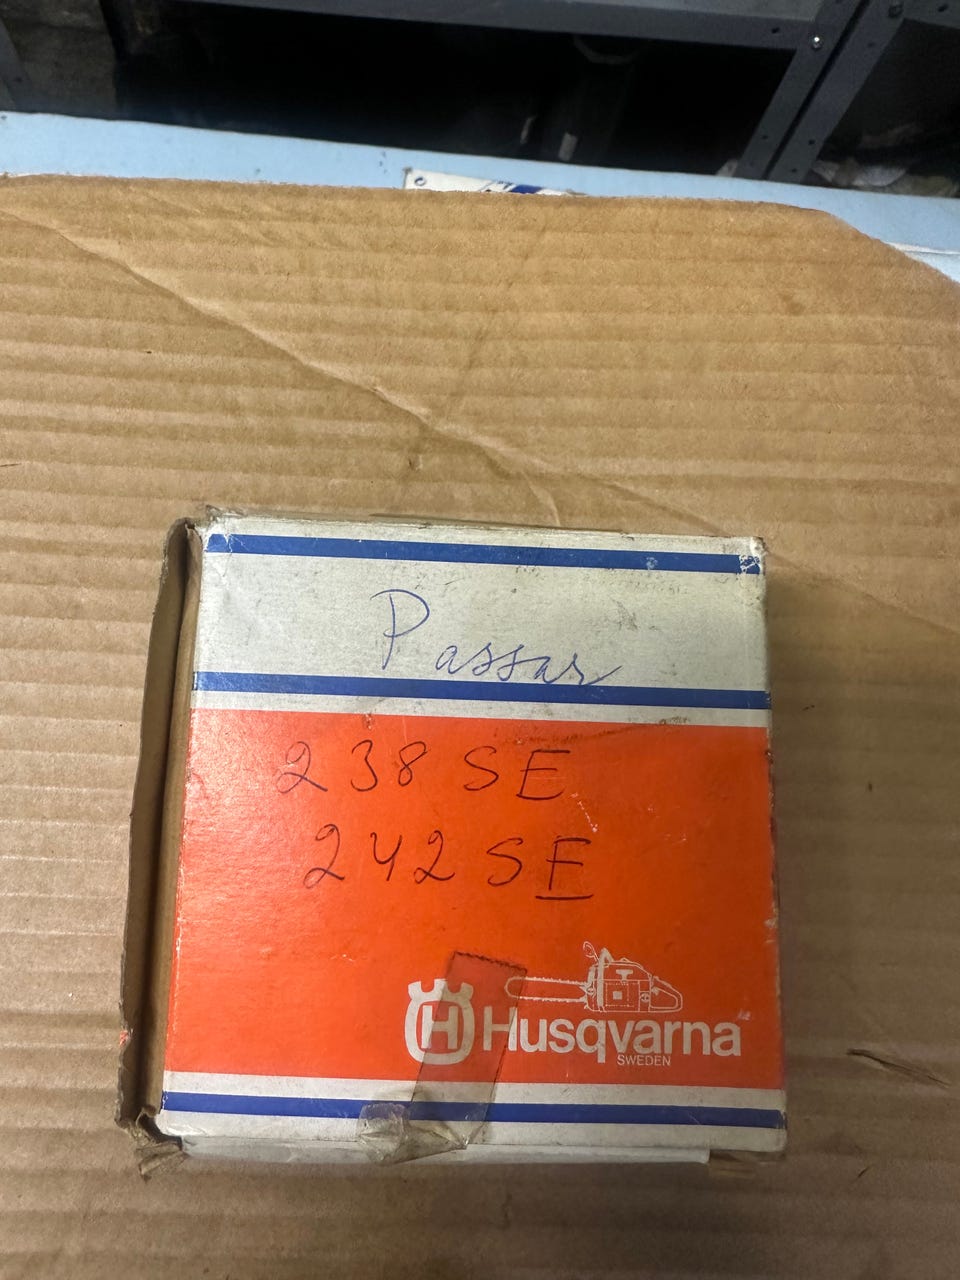 Passar
238 SE
242 SE
H Husqvarna
SWEDEN